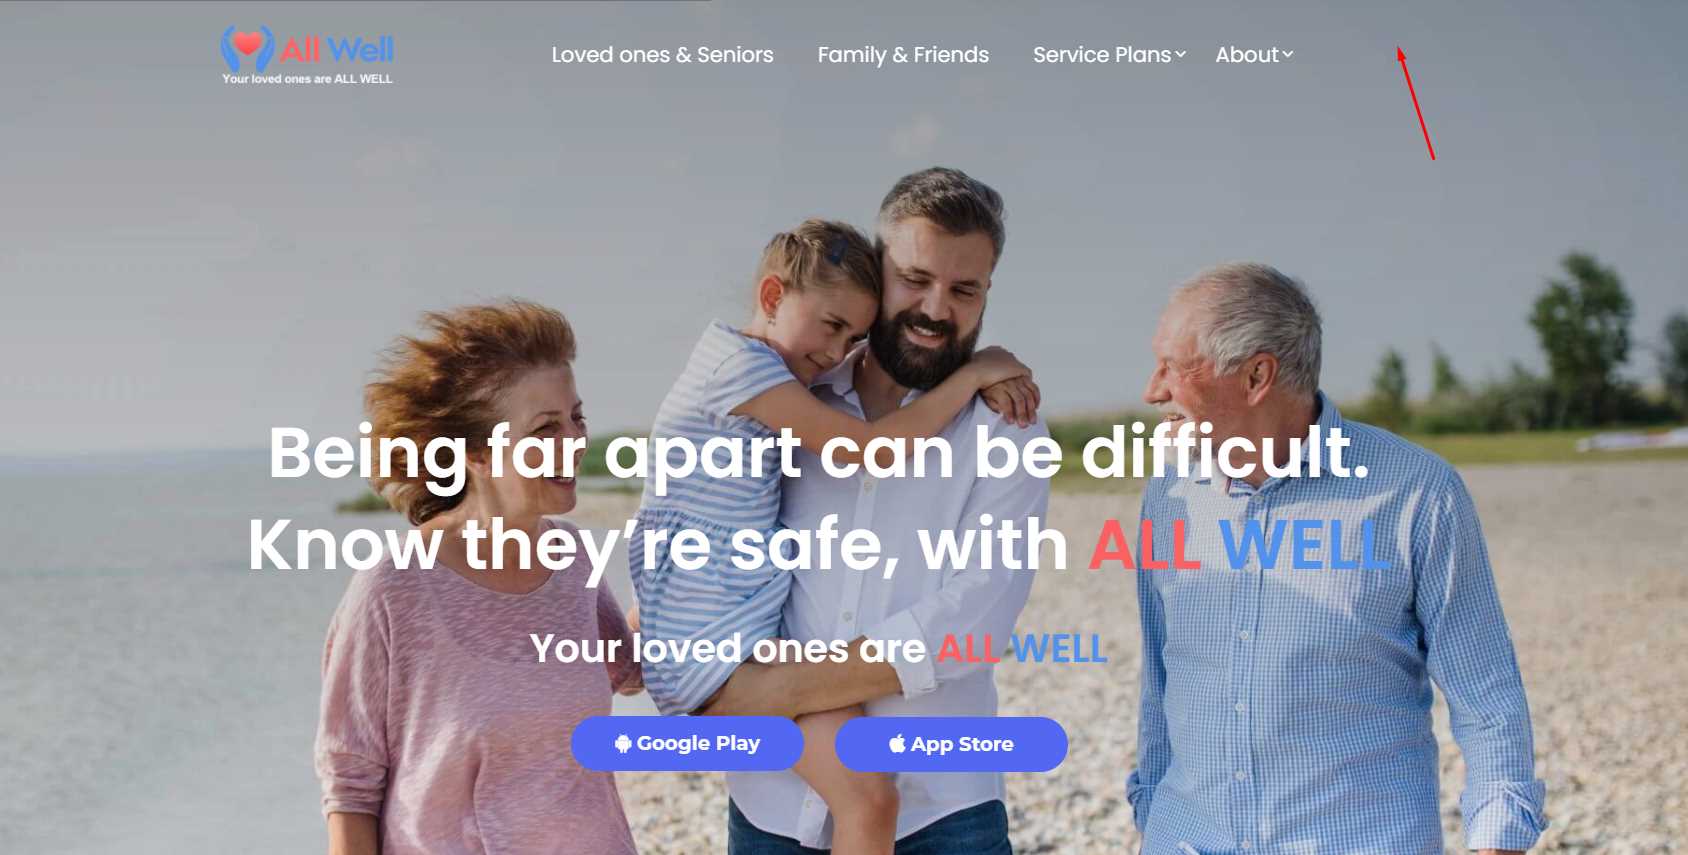 All Well
Your loved ones are ALL WELL
Loved ones & Seniors Family & Friends Service Plans About
Being far apart can be difficult.
Know they’re safe, with ALL WELL
Your loved ones are ALL WELL
Google Play App Store